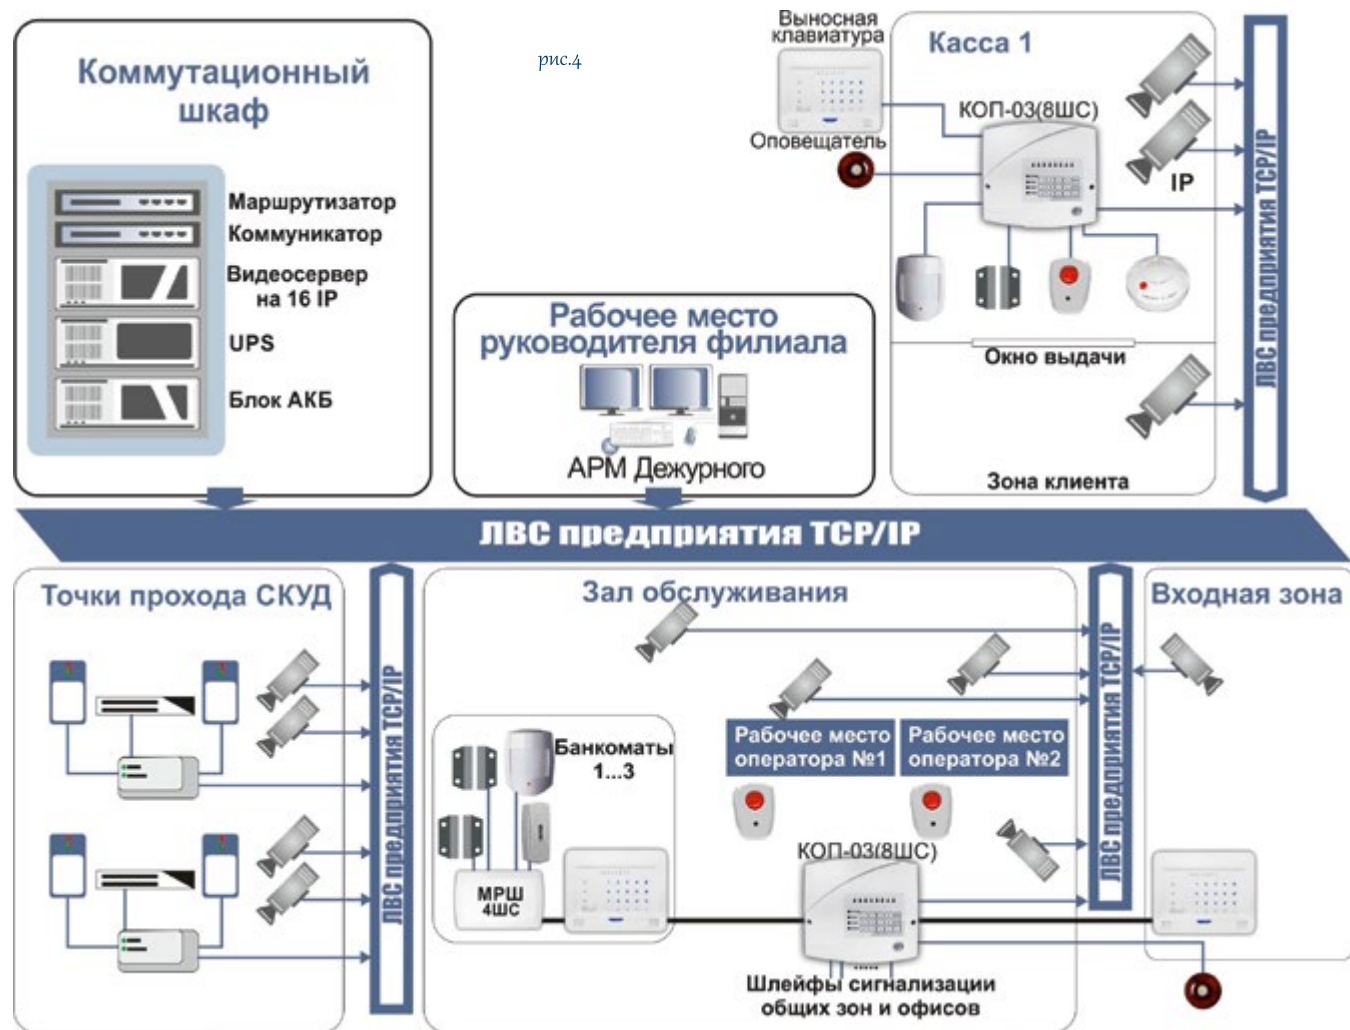 Коммутационный
шкаф
Маршрутизатор
Коммуникатор
Видеосервер
на 16 IP
UPS
Блок АКБ
рис.4
Рабочее место
руководителя филиала
АРМ Дежурного
Выносная
клавиатура
Оповещатель
Касса 1
КОП-03(8ШС)
IP
Окно выдачи
Зона клиента
ЛВС предприятия TCP/IP
ЛВС предприятия TCP/IP
Точки прохода СКУД
ЛВС предприятия TCP/IP
Зал обслуживания
Банкоматы
1...3
МРШ
4ШС
Рабочее место
оператора №1
Рабочее место
оператора №2
КОП-03(8ШС)
Шлейфы сигнализации
общих зон и офисов
ЛВС предприятия TCP/IP
Входная зона